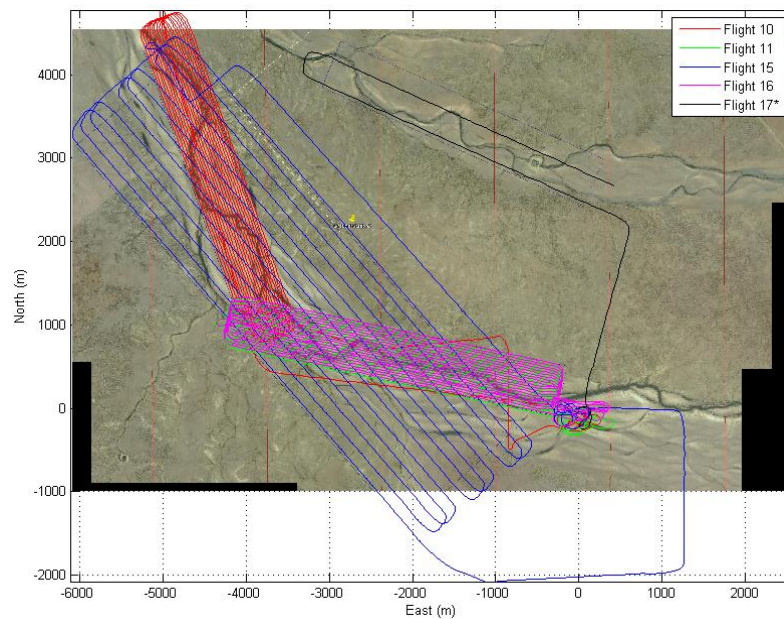 Flight 10
Flight 11
Flight 15
Flight 16
Flight 17*
4000
3000
2000
1000
0
-1000
-2000
North (m)
-6000 -5000 -4000 -3000 -2000 -1000 0 1000 2000
East (m)